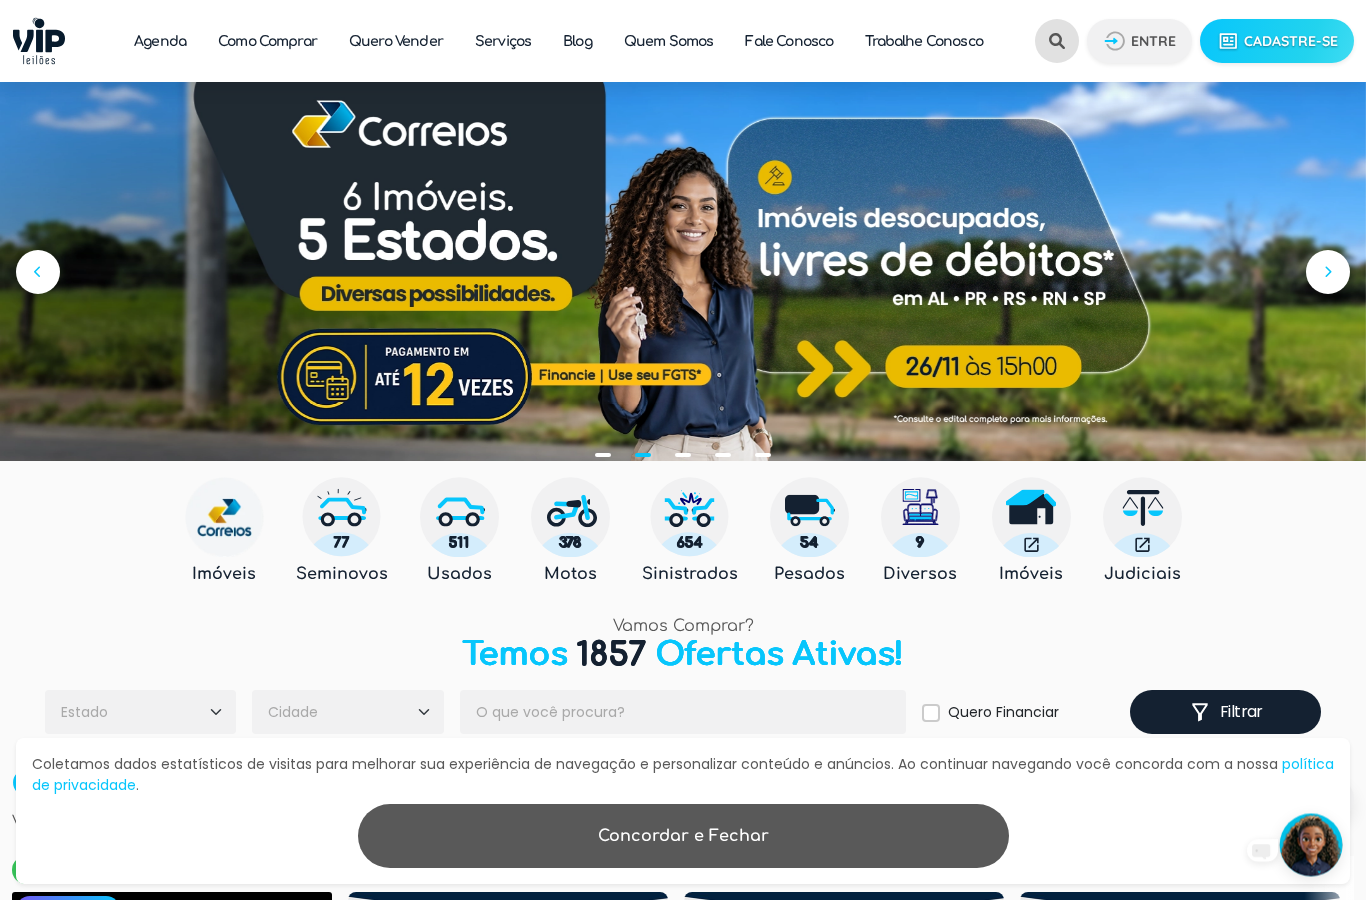 VIP
leilões
Agenda
Como Comprar
Quero Vender
Serviços
Blog
Quem Somos
Fale Conosco
Trabalhe Conosco
ENTRE
CADASTRE-SE
Correios
6 Imóveis.
5 Estados.
Diversas possibilidades.
PAGAMENTO EM
ATÉ 12 VEZES
Financie | Use seu FGTS*
Imóveis desocupados,
livres de débitos*
em AL • PR • RS • RN • SP
26/11 às 15h00
*Consulte o edital completo para mais informações.
Correios
77
511
378
654
54
9
Imóveis
Seminovos
Usados
Motos
Sinistrados
Pesados
Diversos
Imóveis
Judiciais
Vamos Comprar?
Temos 1857 Ofertas Ativas!
Estado
Cidade
O que você procura?
Quero Financiar
Filtrar
Coletamos dados estatísticos de visitas para melhorar sua experiência de navegação e personalizar conteúdo e anúncios. Ao continuar navegando você concorda com a nossa política
de privacidade.
Concordar e Fechar